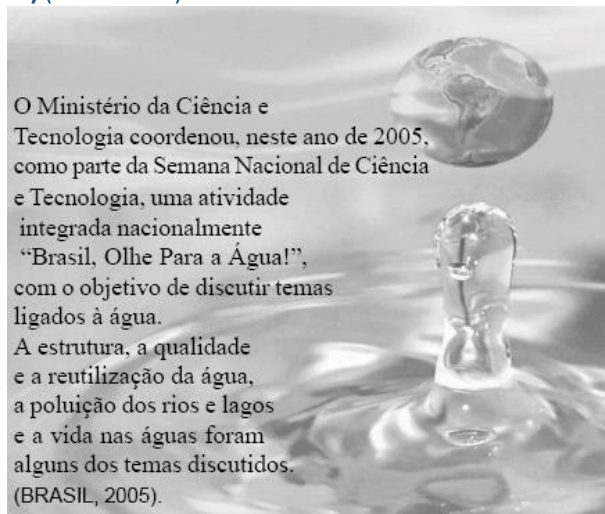 O Ministério da Ciência e
Tecnologia coordenou, neste ano de 2005,
como parte da Semana Nacional de Ciência
e Tecnologia, uma atividade
integrada nacionalmente
“Brasil, Olhe Para a Água!”,
com o objetivo de discutir temas
ligados à água.
A estrutura, a qualidade
e a reutilização da água,
a poluição dos rios e lagos
e a vida nas águas foram
alguns dos temas discutidos.
(BRASIL, 2005).